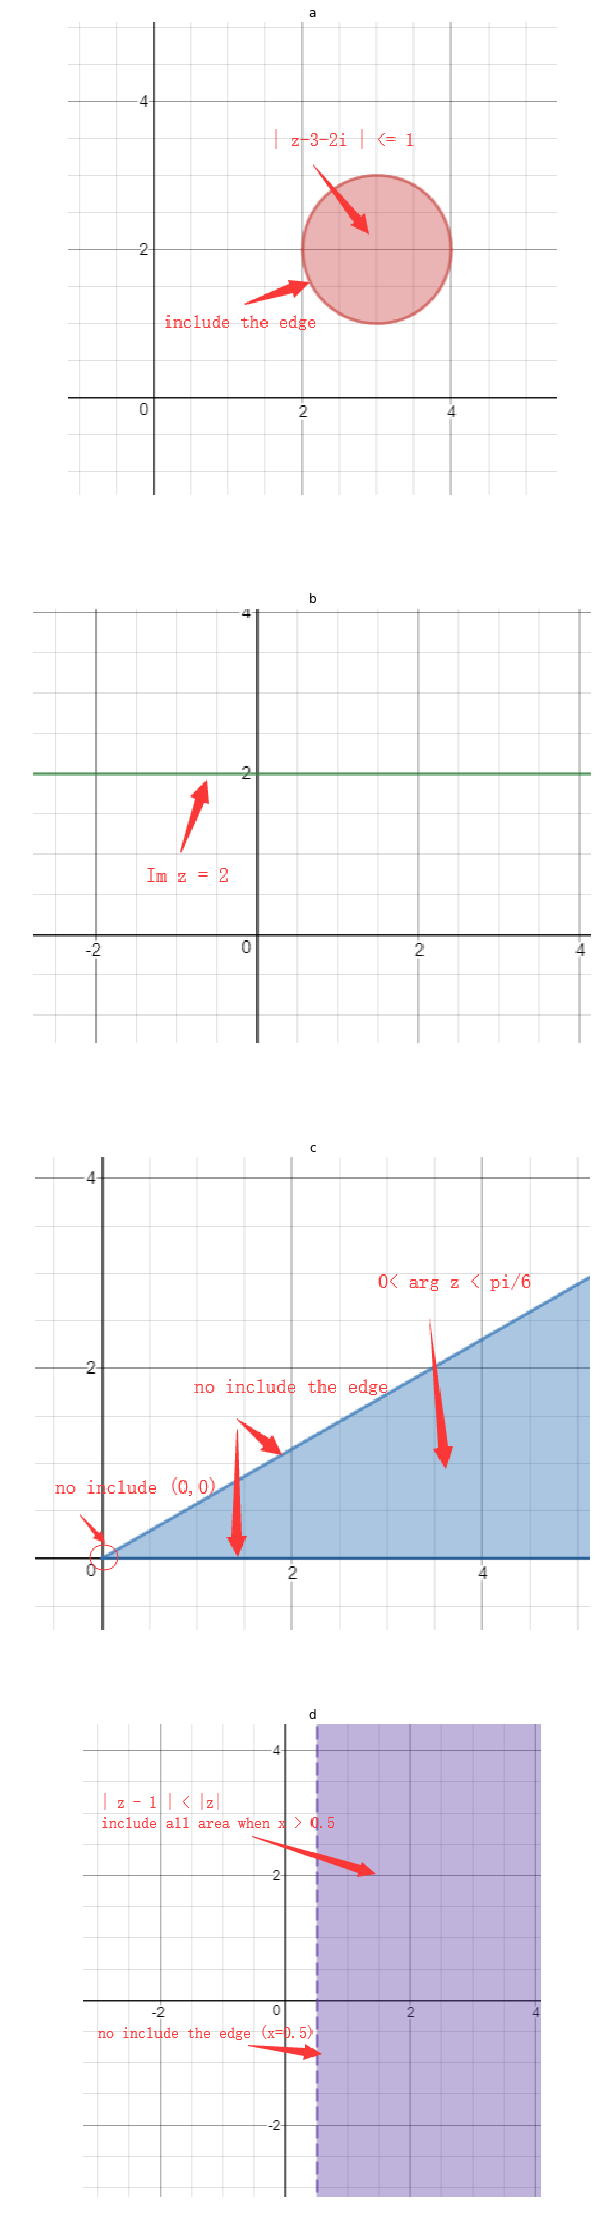 a
4
| z-3-2i | <= 1
2
include the edge
0
2
4
b
4
2
Im z = 2
-2
0
2
4
c
4
0< arg z < pi/6
2
no include the edge
no include (0,0)
0
2
4
d
4
| z - 1 | < |z|
include all area when x > 0.5
2
-2
0
2
4
no include the edge (x=0.5)
-2